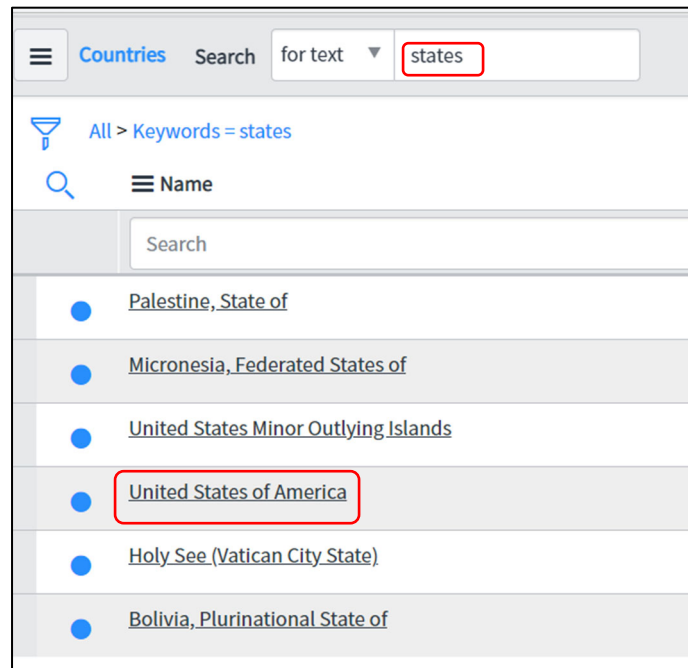 Countries Search for text states
All > Keywords = states
Name
Search
Palestine, State of
Micronesia, Federated States of
United States Minor Outlying Islands
United States of America
Holy See (Vatican City State)
Bolivia, Plurinational State of